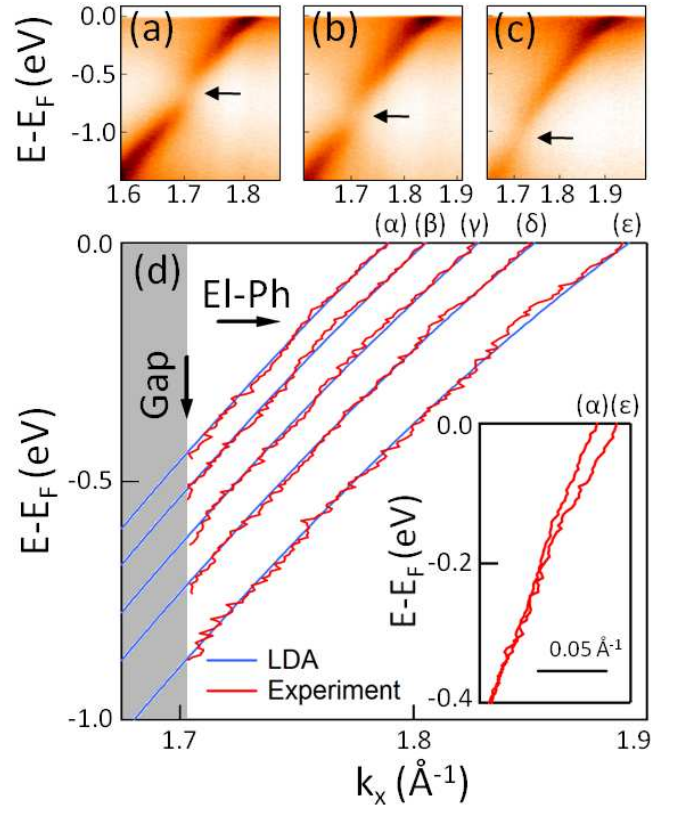 (a) (b) (c)
E-E_F (eV)
0.0
-0.5
-1.0
1.6 1.7 1.8 1.7 1.8 1.9 1.7 1.8 1.9
(α) (β) (γ) (δ) (ε)
(d)
El-Ph
Gap
E-E_F (eV)
0.0
-0.5
-1.0
LDA
Experiment
(α)(ε)
E-E_F (eV)
0.0
-0.2
-0.4
0.05 Å⁻¹
1.7 1.8 1.9
kₓ (Å⁻¹)